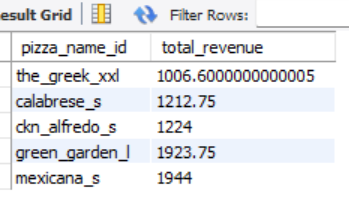 esult Grid Filter Rows:
pizza_name_id total_revenue
the_greek_xxl 1006.6000000000005
calabrese_s 1212.75
ckn_alfredo_s 1224
green_garden_l 1923.75
mexicana_s 1944